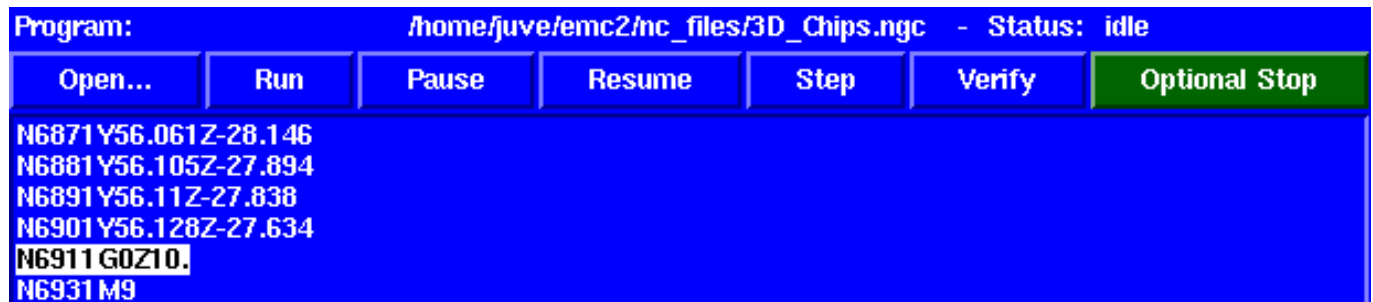 Program: /home/juve/emc2/nc_files/3D_Chips.ngc - Status: idle
Open... Run Pause Resume Step Verify Optional Stop
N6871Y56.061Z-28.146
N6881Y56.105Z-27.894
N6891Y56.11Z-27.838
N6901Y56.128Z-27.634
N6911G0Z10.
N6931M9